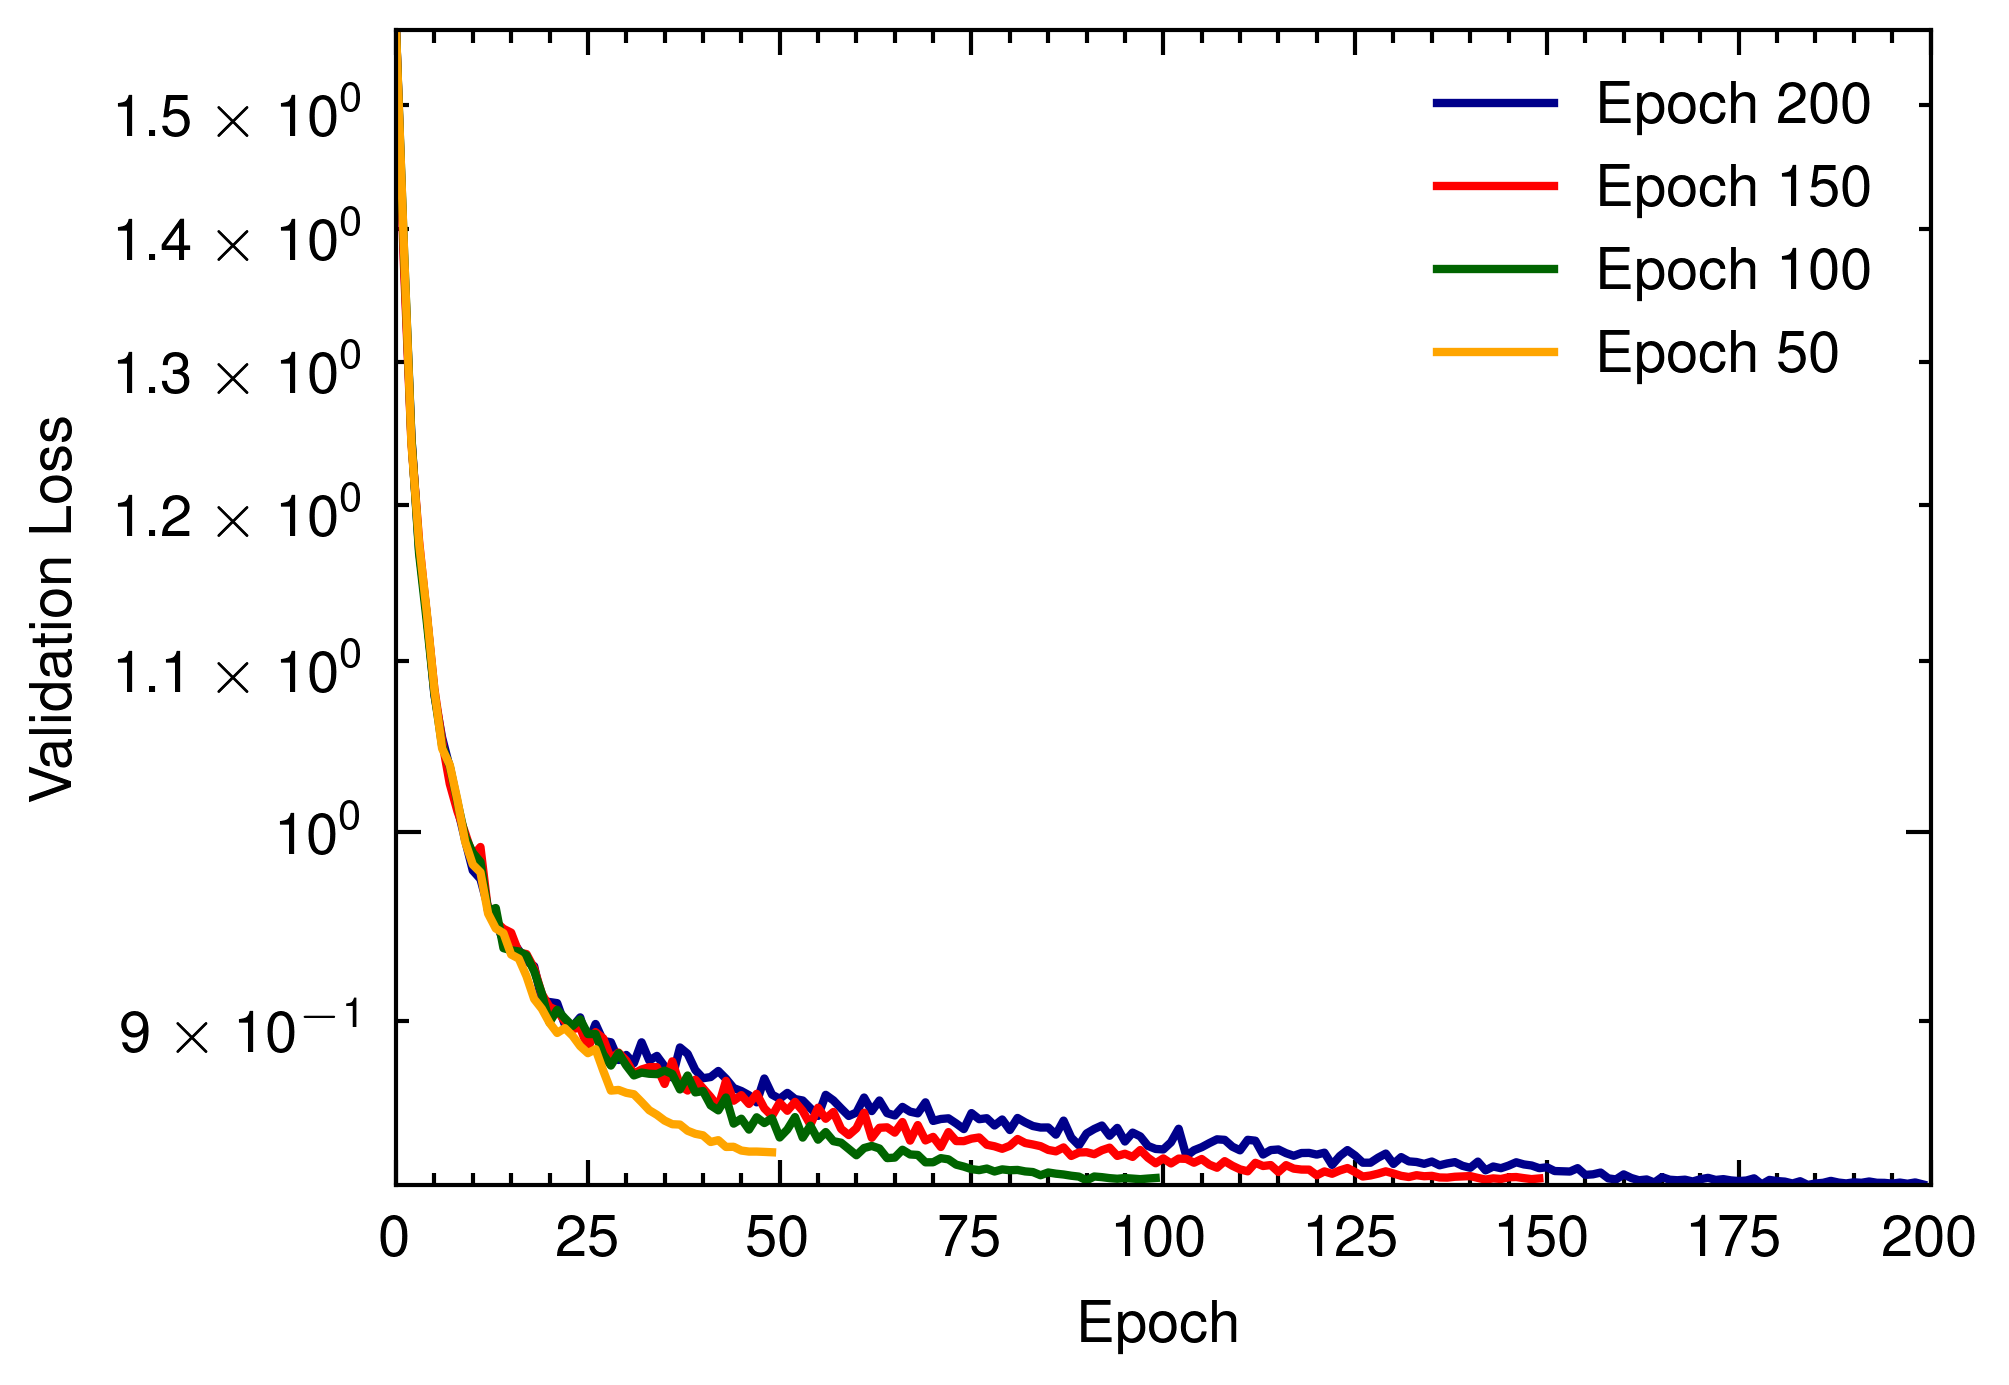 Epoch 200
Epoch 150
Epoch 100
Epoch 50
1.5 × 10⁰
1.4 × 10⁰
1.3 × 10⁰
1.2 × 10⁰
1.1 × 10⁰
10⁰
9 × 10⁻¹
Validation Loss
0 25 50 75 100 125 150 175 200
Epoch